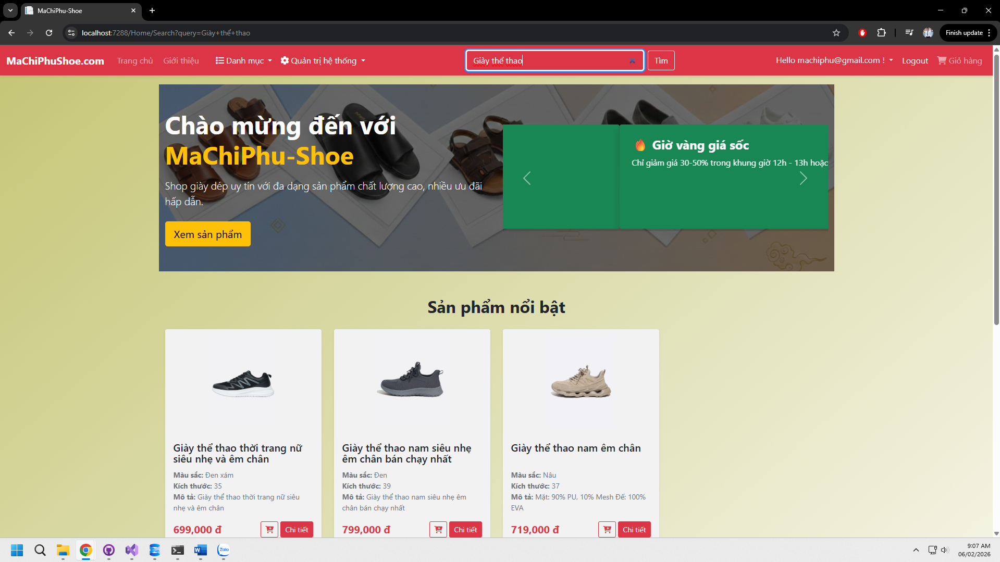 MaChiPhu-Shoe
localhost:7288/Home/Search?query=Giày+thể+thao
Finish update
MaChiPhuShoe.com
Trang chủ
Giới thiệu
Danh mục
Quản trị hệ thống
Giày thể thao
Tìm
Hello machiphu@gmail.com !
Logout
Giỏ hàng
Chào mừng đến với
MaChiPhu-Shoe
Shop giày dép uy tín với đa dạng sản phẩm chất lượng cao, nhiều ưu đãi
hấp dẫn.
Xem sản phẩm
Giờ vàng giá sốc
Chỉ giảm giá 30-50% trong khung giờ 12h - 13h hoặc
Sản phẩm nổi bật
Giày thể thao thời trang nữ
siêu nhẹ và êm chân
Màu sắc: Đen xám
Kích thước: 35
Mô tả: Giày thể thao thời trang nữ siêu
nhẹ và êm chân
699,000 đ
Chi tiết
Giày thể thao nam siêu nhẹ
êm chân bán chạy nhất
Màu sắc: Đen
Kích thước: 39
Mô tả: Giày thể thao nam siêu nhẹ êm
chân bán chạy nhất
799,000 đ
Chi tiết
Giày thể thao nam êm chân
Màu sắc: Nâu
Kích thước: 37
Mô tả: Mặt: 90% PU, 10% Mesh Đế: 100%
EVA
719,000 đ
Chi tiết
Zalo
9:07 AM
06/02/2026